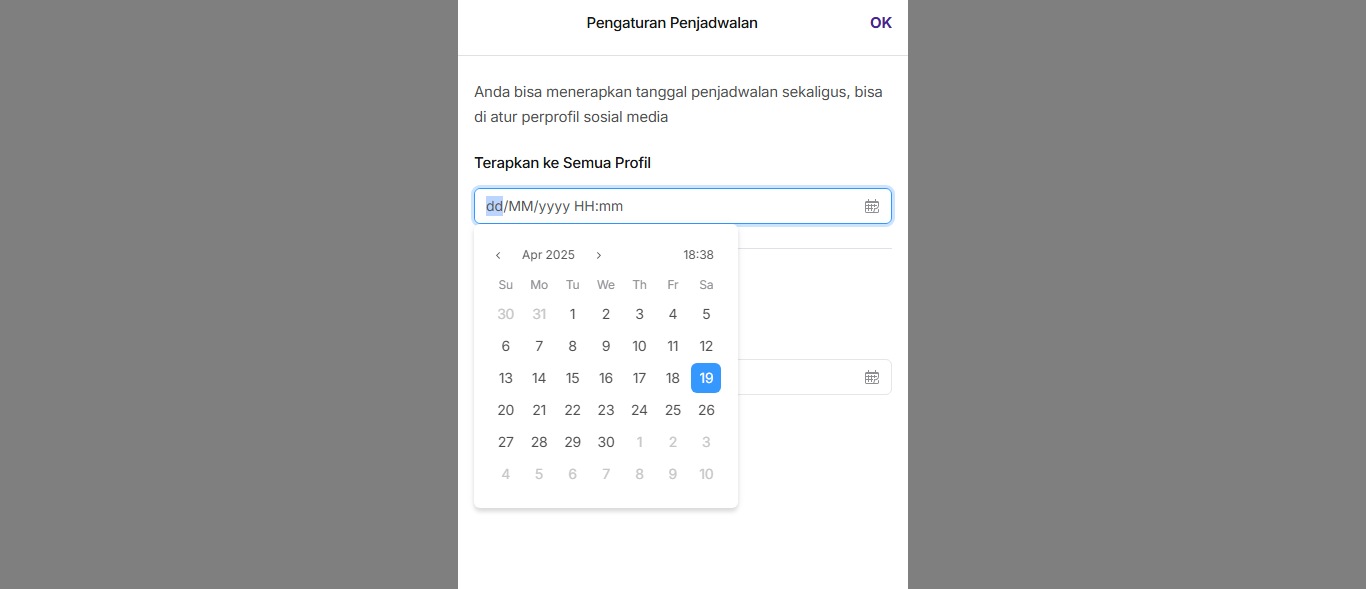 Pengaturan Penjadwalan OK
Anda bisa menerapkan tanggal penjadwalan sekaligus, bisa
di atur perprofil sosial media
Terapkan ke Semua Profil
dd/MM/yyyy HH:mm
Apr 2025 18:38
Su Mo Tu We Th Fr Sa
30 31 1 2 3 4 5
6 7 8 9 10 11 12
13 14 15 16 17 18 19
20 21 22 23 24 25 26
27 28 29 30 1 2 3
4 5 6 7 8 9 10